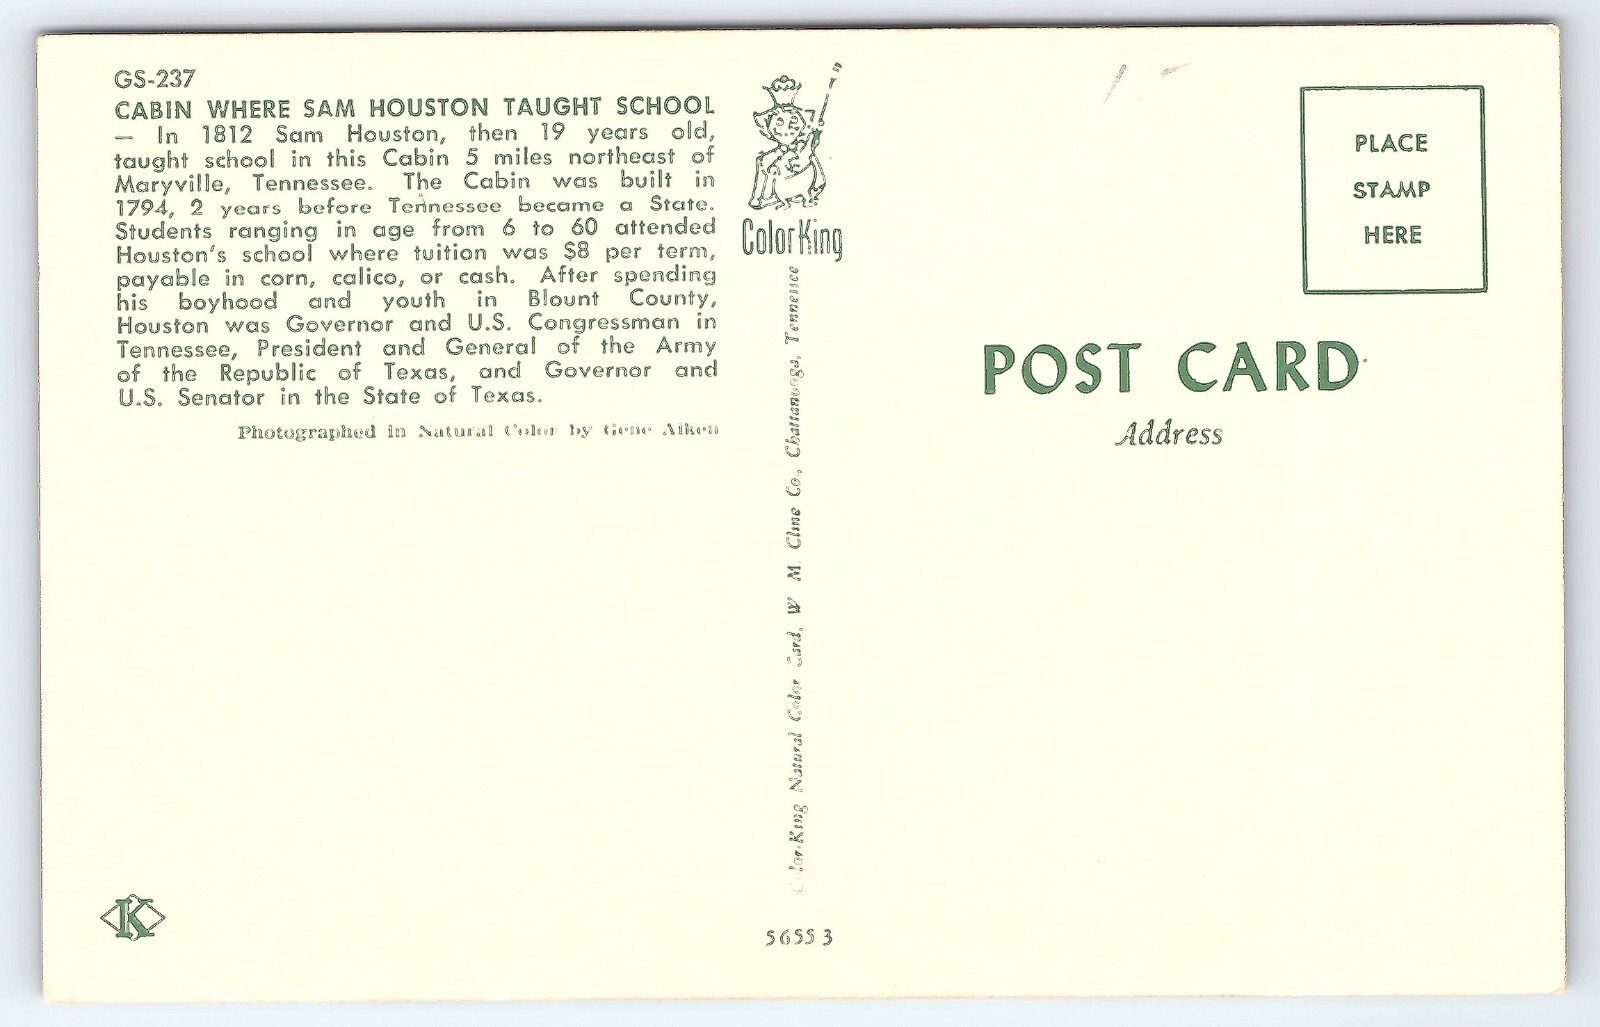 GS-237
CABIN WHERE SAM HOUSTON TAUGHT SCHOOL
— In 1812 Sam Houston, then 19 years old,
taught school in this Cabin 5 miles northeast of
Maryville, Tennessee. The Cabin was built in
1794, 2 years before Tennessee became a State.
Students ranging in age from 6 to 60 attended
Houston's school where tuition was $8 per term,
payable in corn, calico, or cash. After spending
his boyhood and youth in Blount County,
Houston was Governor and U.S. Congressman in
Tennessee, President and General of the Army
of the Republic of Texas, and Governor and
U.S. Senator in the State of Texas.
Photographed in Natural Color by Gene Aiken
K
ColorKing
Color-King Natural Color Card, W. M. Cline Co., Chattanooga, Tennessee
56553
PLACE
STAMP
HERE
POST CARD
Address